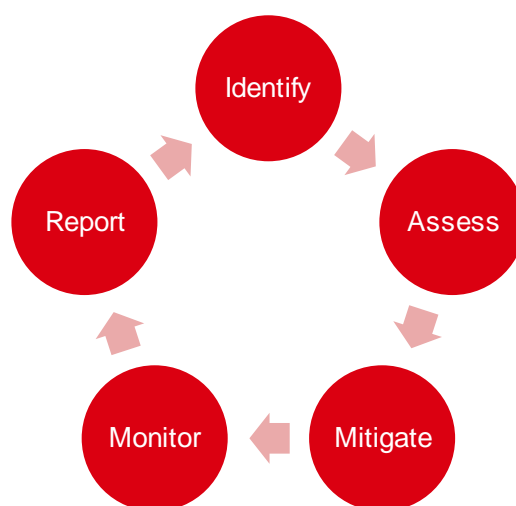 Identify
Assess
Mitigate
Monitor
Report